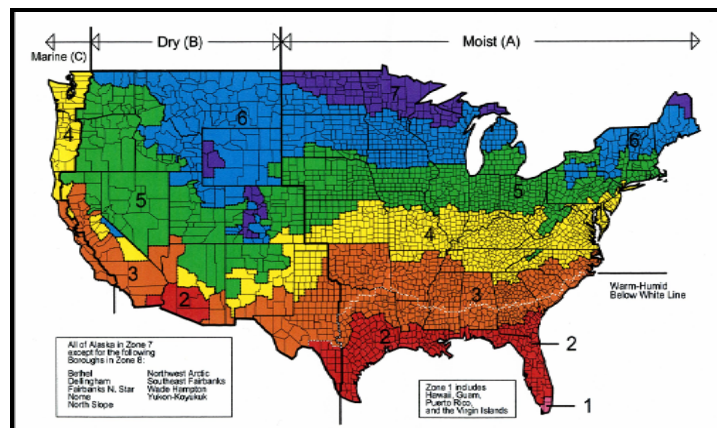 Marine (C)
Dry (B)
Moist (A)
7
6
6
4
5
5
4
3
3
2
2
Warm-Humid
Below White Line
2
1
All of Alaska in Zone 7
except for the following
Boroughs in Zone 8:
Bethel
Northwest Arctic
Dellingham
Southeast Fairbanks
Fairbanks N. Star
Wade Hampton
Nome
Yukon-Koyukuk
North Slope
Zone 1 includes
Hawaii, Guam,
Puerto Rico,
and the Virgin Islands